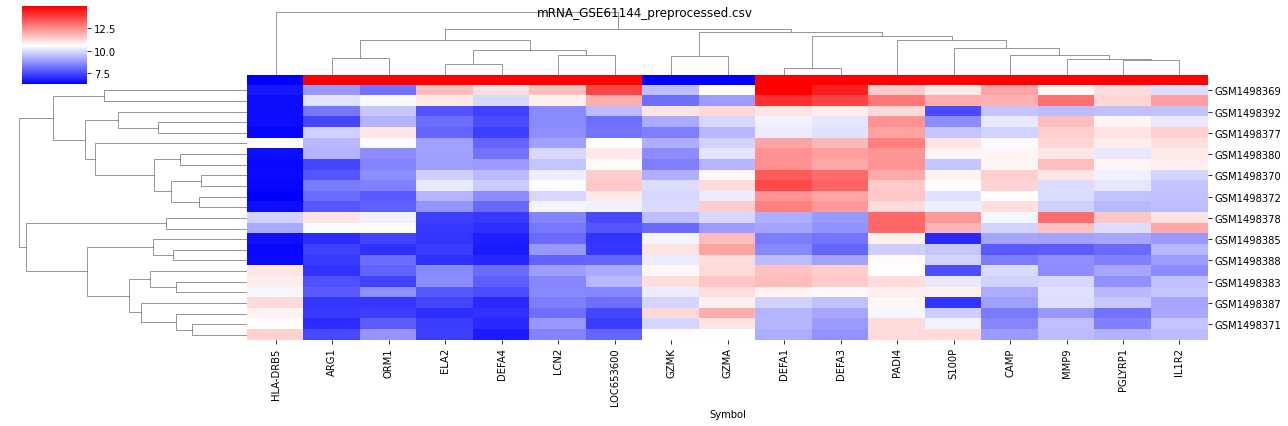 mRNA_GSE61144_preprocessed.csv
12.5
10.0
7.5
GSM1498369
GSM1498392
GSM1498377
GSM1498380
GSM1498370
GSM1498372
GSM1498378
GSM1498385
GSM1498388
GSM1498383
GSM1498387
GSM1498371
HLA-DRB5
ARG1
ORM1
ELA2
DEFA4
LCN2
LOC653600
GZMK
GZMA
DEFA1
DEFA3
PADI4
S100P
CAMP
MMP9
PGLYRP1
IL1R2
Symbol